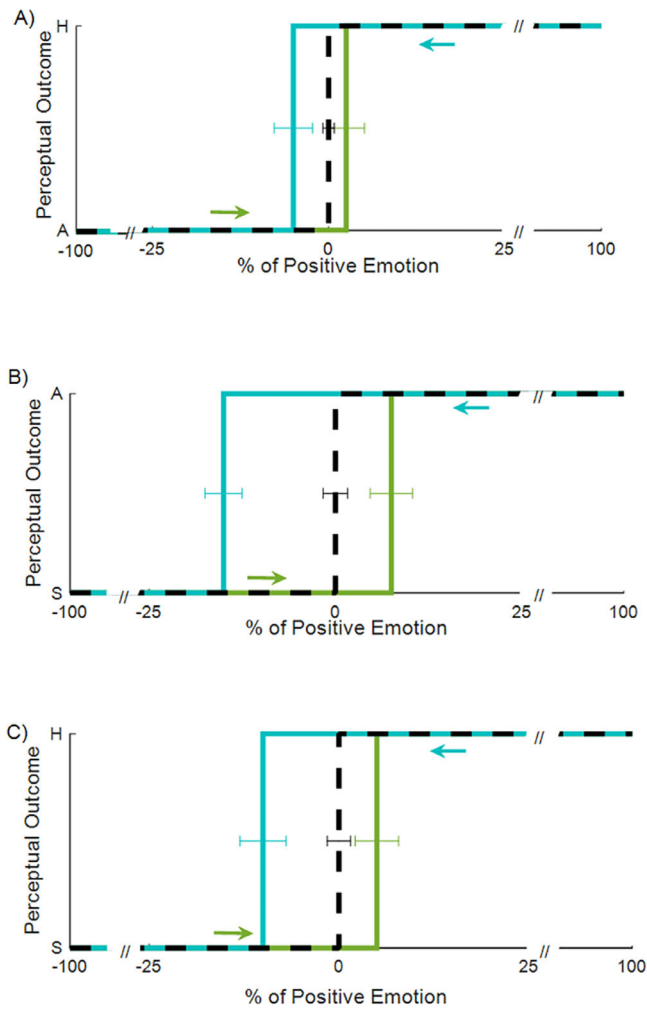 A)
H
Perceptual Outcome
A
-100 // -25 0 25 // 100
% of Positive Emotion
B)
A
Perceptual Outcome
S
-100 // -25 0 25 // 100
% of Positive Emotion
C)
H
Perceptual Outcome
S
-100 // -25 0 25 // 100
% of Positive Emotion